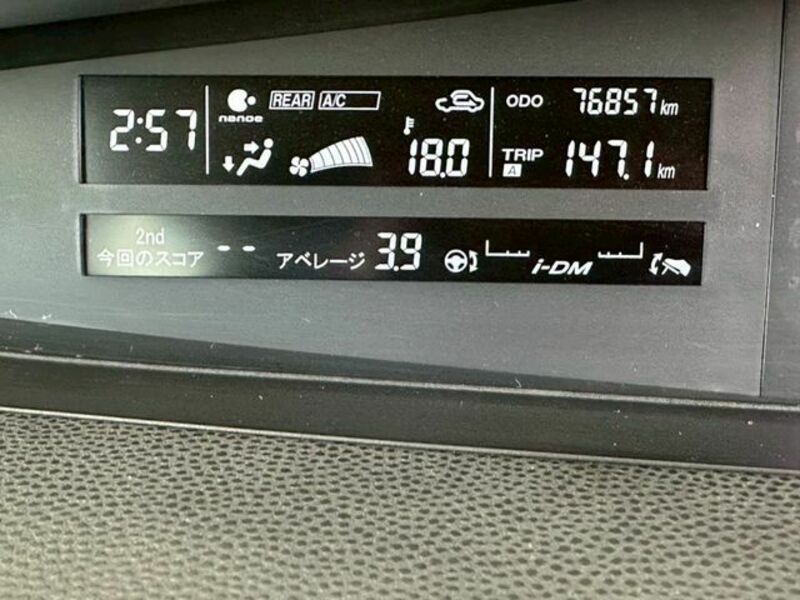 2:57 nanoe REAR A/C ODO 76857 km
18.0 TRIP A 147.1 km
2nd
今回のスコア -- アベレージ 3.9 i-DM